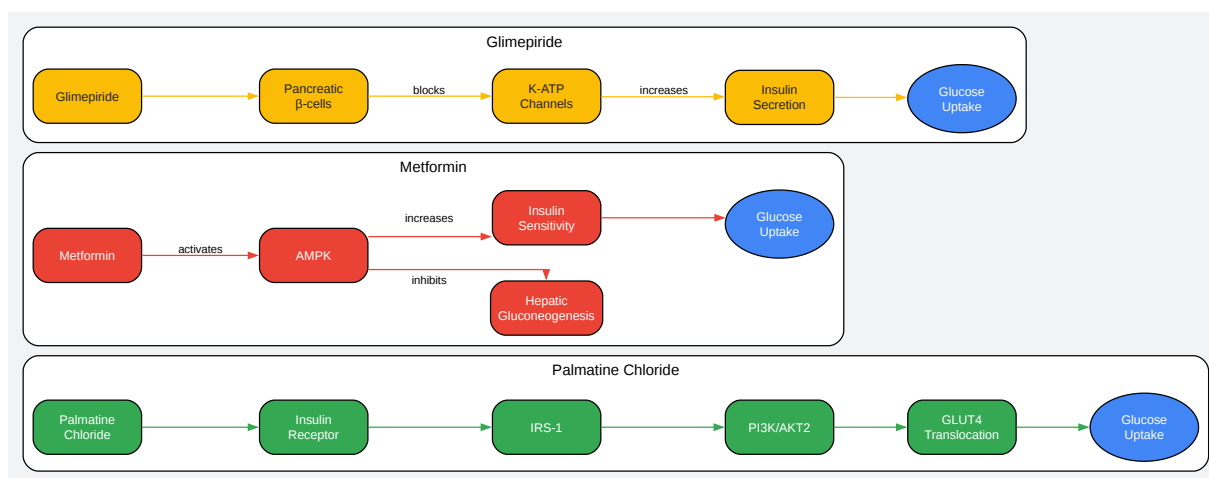 Glimepiride
Glimepiride
Pancreatic
β-cells
blocks
K-ATP
Channels
increases
Insulin
Secretion
Glucose
Uptake
Metformin
Metformin
activates
AMPK
increases
Insulin
Sensitivity
Glucose
Uptake
inhibits
Hepatic
Gluconeogenesis
Palmatine Chloride
Palmatine
Chloride
Insulin
Receptor
IRS-1
PI3K/AKT2
GLUT4
Translocation
Glucose
Uptake